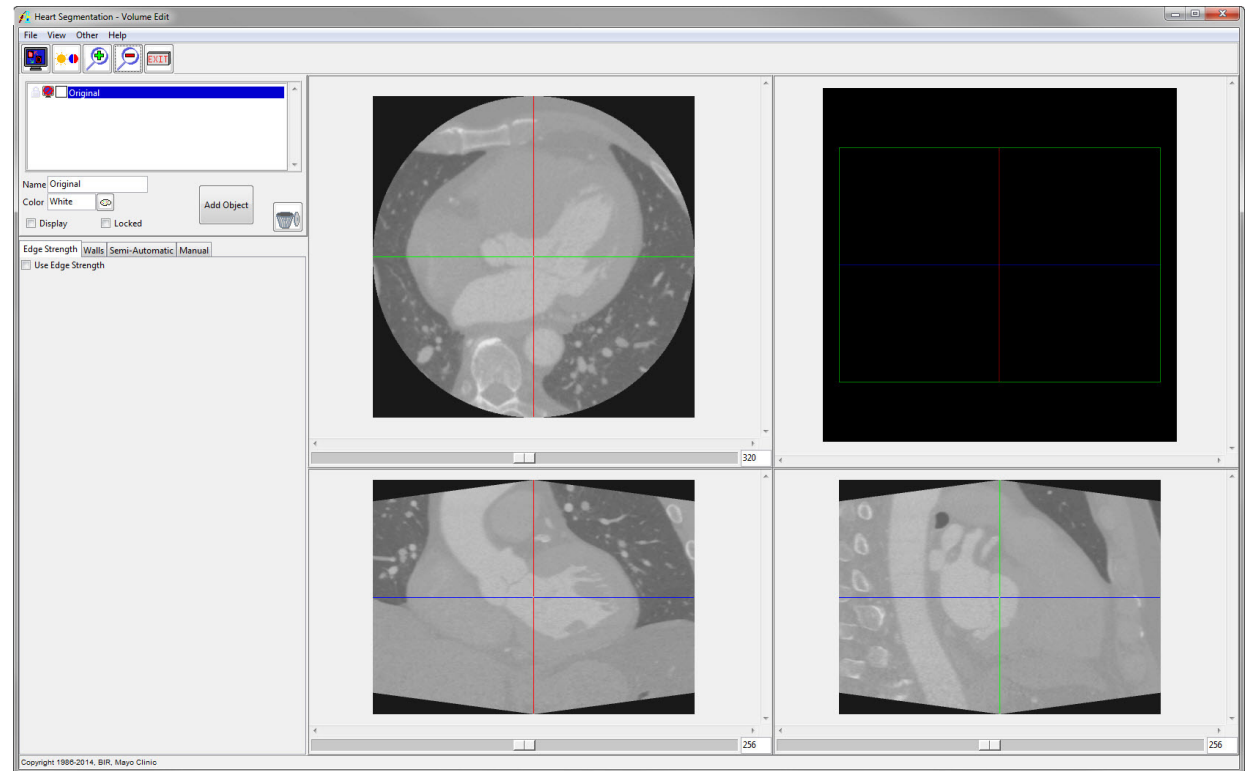 Heart Segmentation - Volume Edit
File View Other Help
EXIT
Original
Name Original
Color White
Add Object
Display Locked
Edge Strength Walls Semi-Automatic Manual
Use Edge Strength
320
256
256
Copyright 1986-2014, BIR, Mayo Clinic